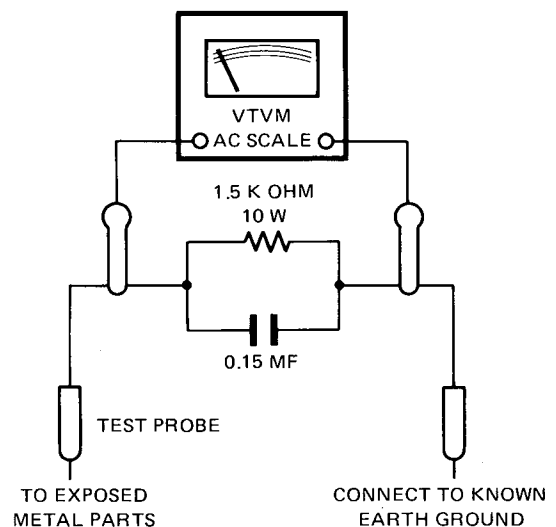 VTVM
AC SCALE
1.5 K OHM
10 W
0.15 MF
TEST PROBE
TO EXPOSED
METAL PARTS
CONNECT TO KNOWN
EARTH GROUND